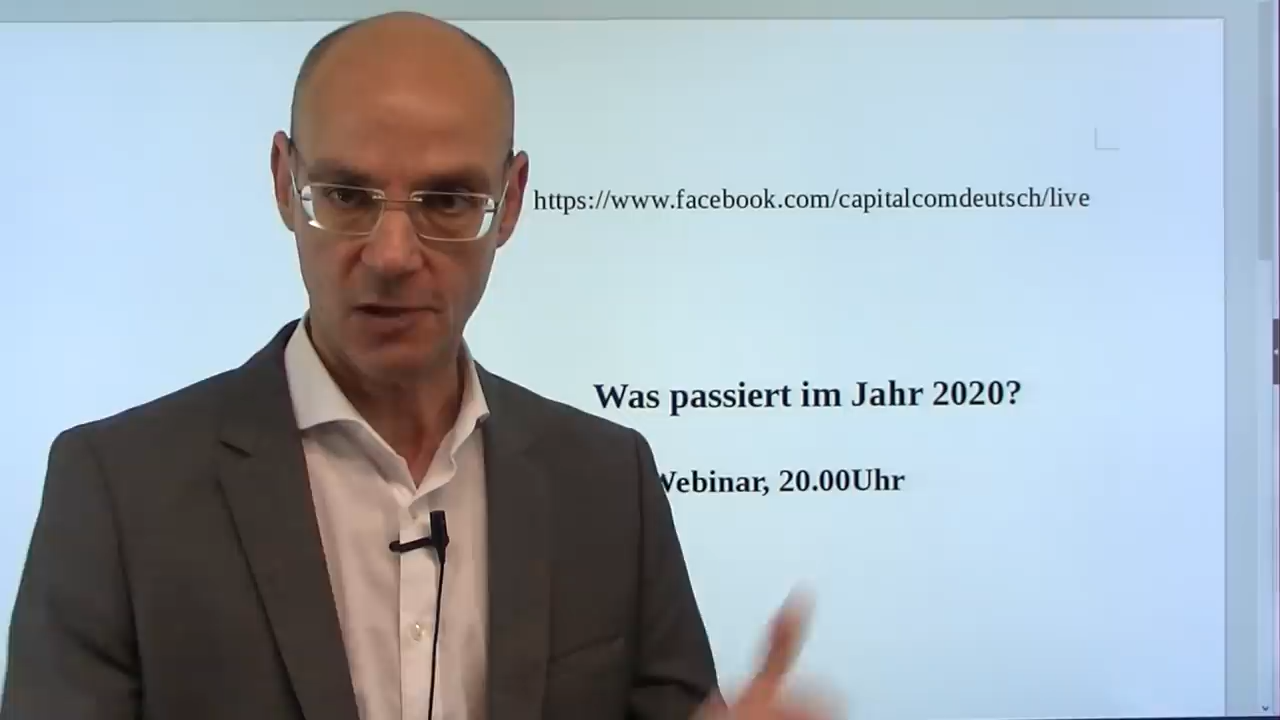 https://www.facebook.com/capitalcomdeutsch/live
Was passiert im Jahr 2020?
Webinar, 20.00Uhr